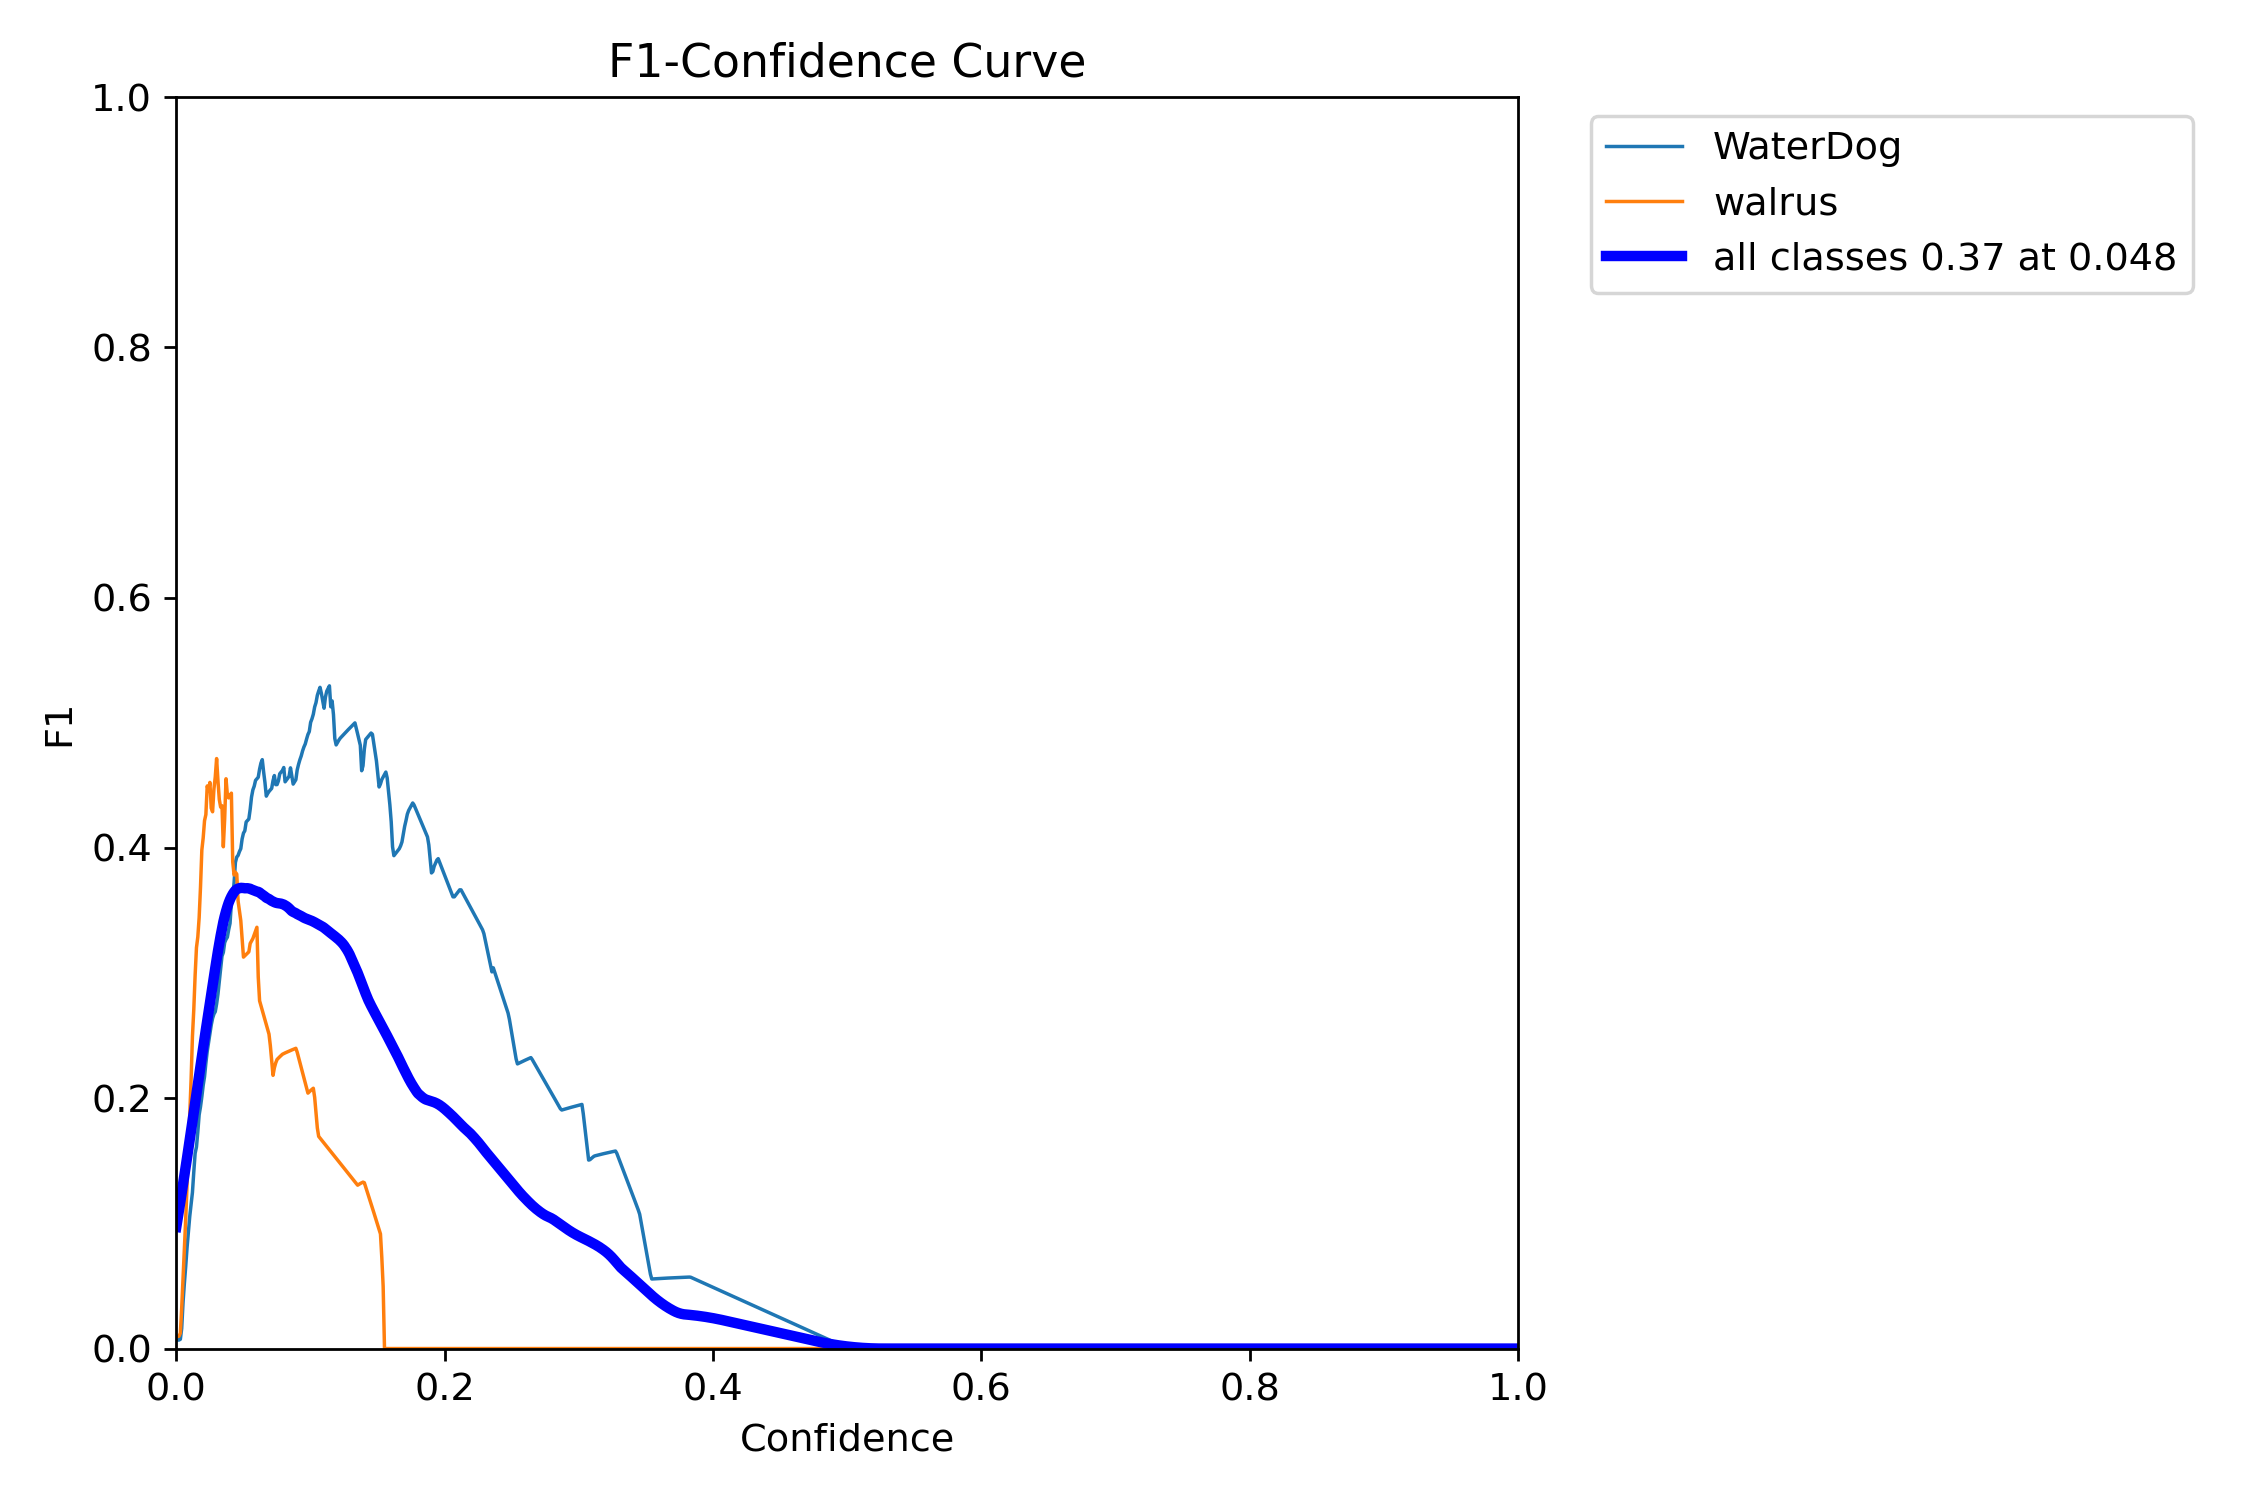 F1-Confidence Curve
1.0
0.8
0.6
0.4
0.2
0.0
F1
0.0 0.2 0.4 0.6 0.8 1.0
Confidence
WaterDog
walrus
all classes 0.37 at 0.048